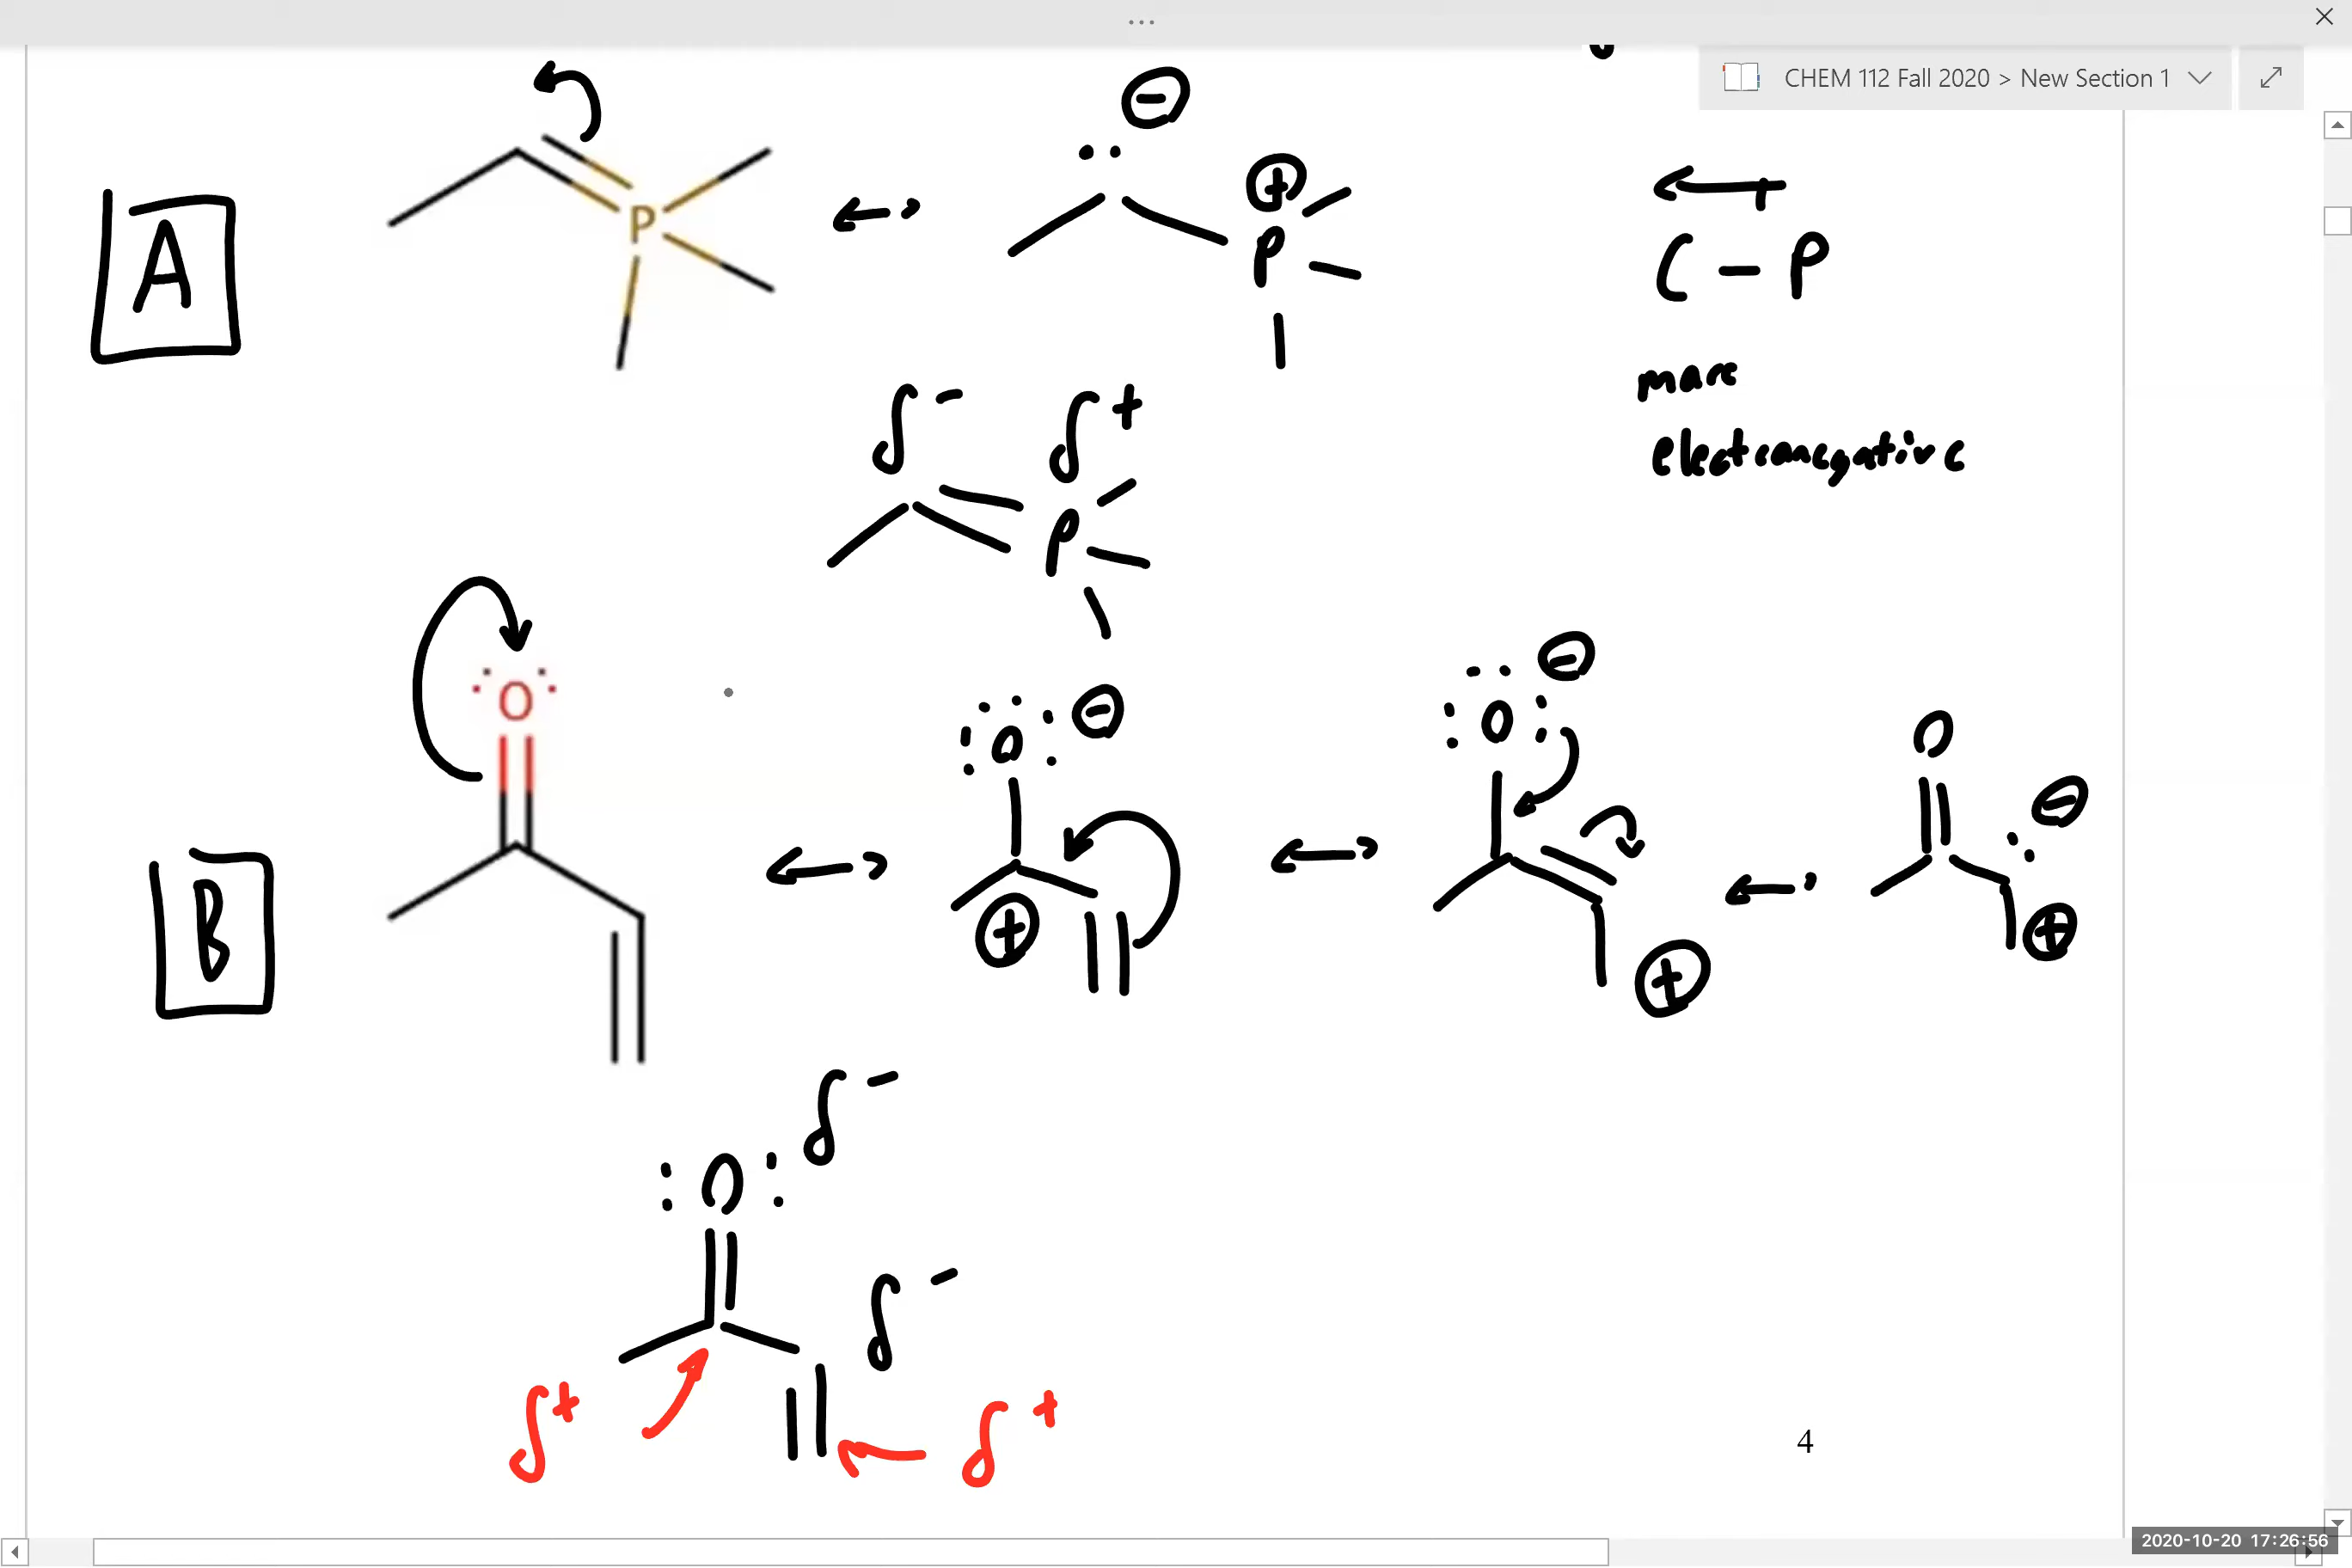 CHEM 112 Fall 2020 > New Section 1
A
P
⊖
⊕
P
C - P
more
electronegative
δ- δ+
P
B
O
O ⊖
⊕
O ⊖
⊕
O
⊖
⊕
O δ-
δ-
δ+
δ+
4
2020-10-20 17:26:56